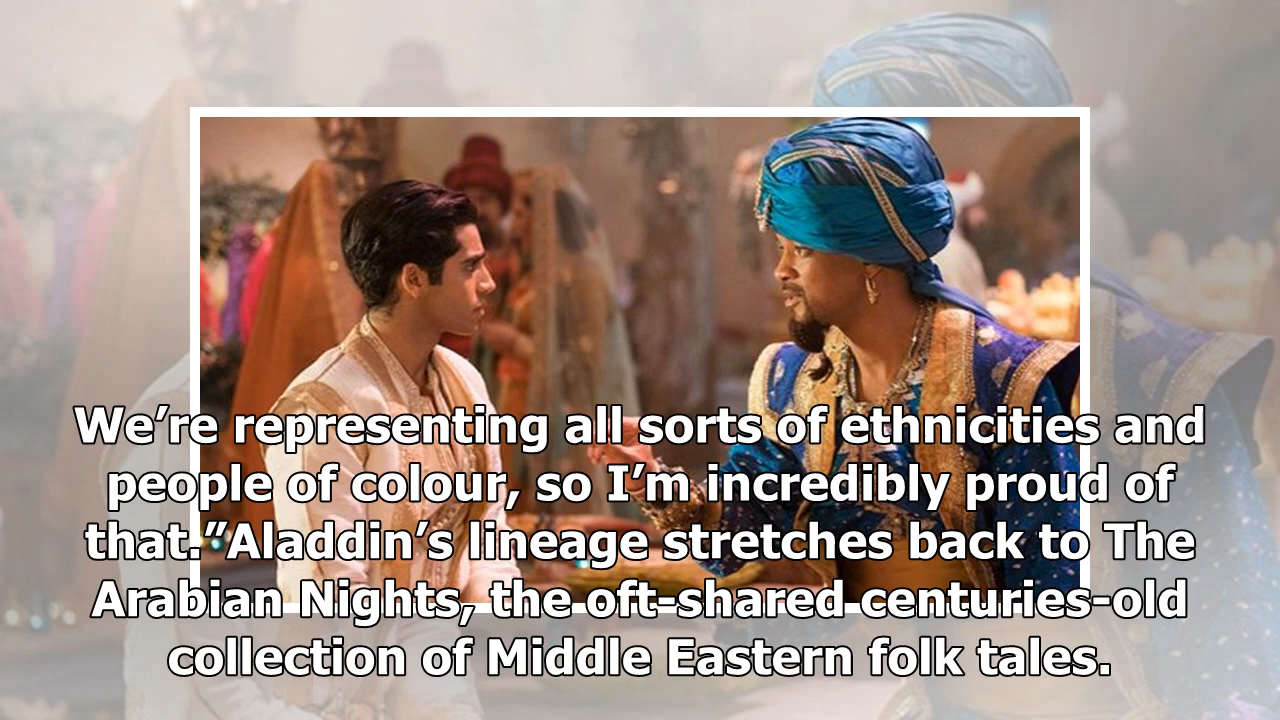 We’re representing all sorts of ethnicities and
people of colour, so I’m incredibly proud of
that.”Aladdin’s lineage stretches back to The
Arabian Nights, the oft-shared centuries-old
collection of Middle Eastern folk tales.